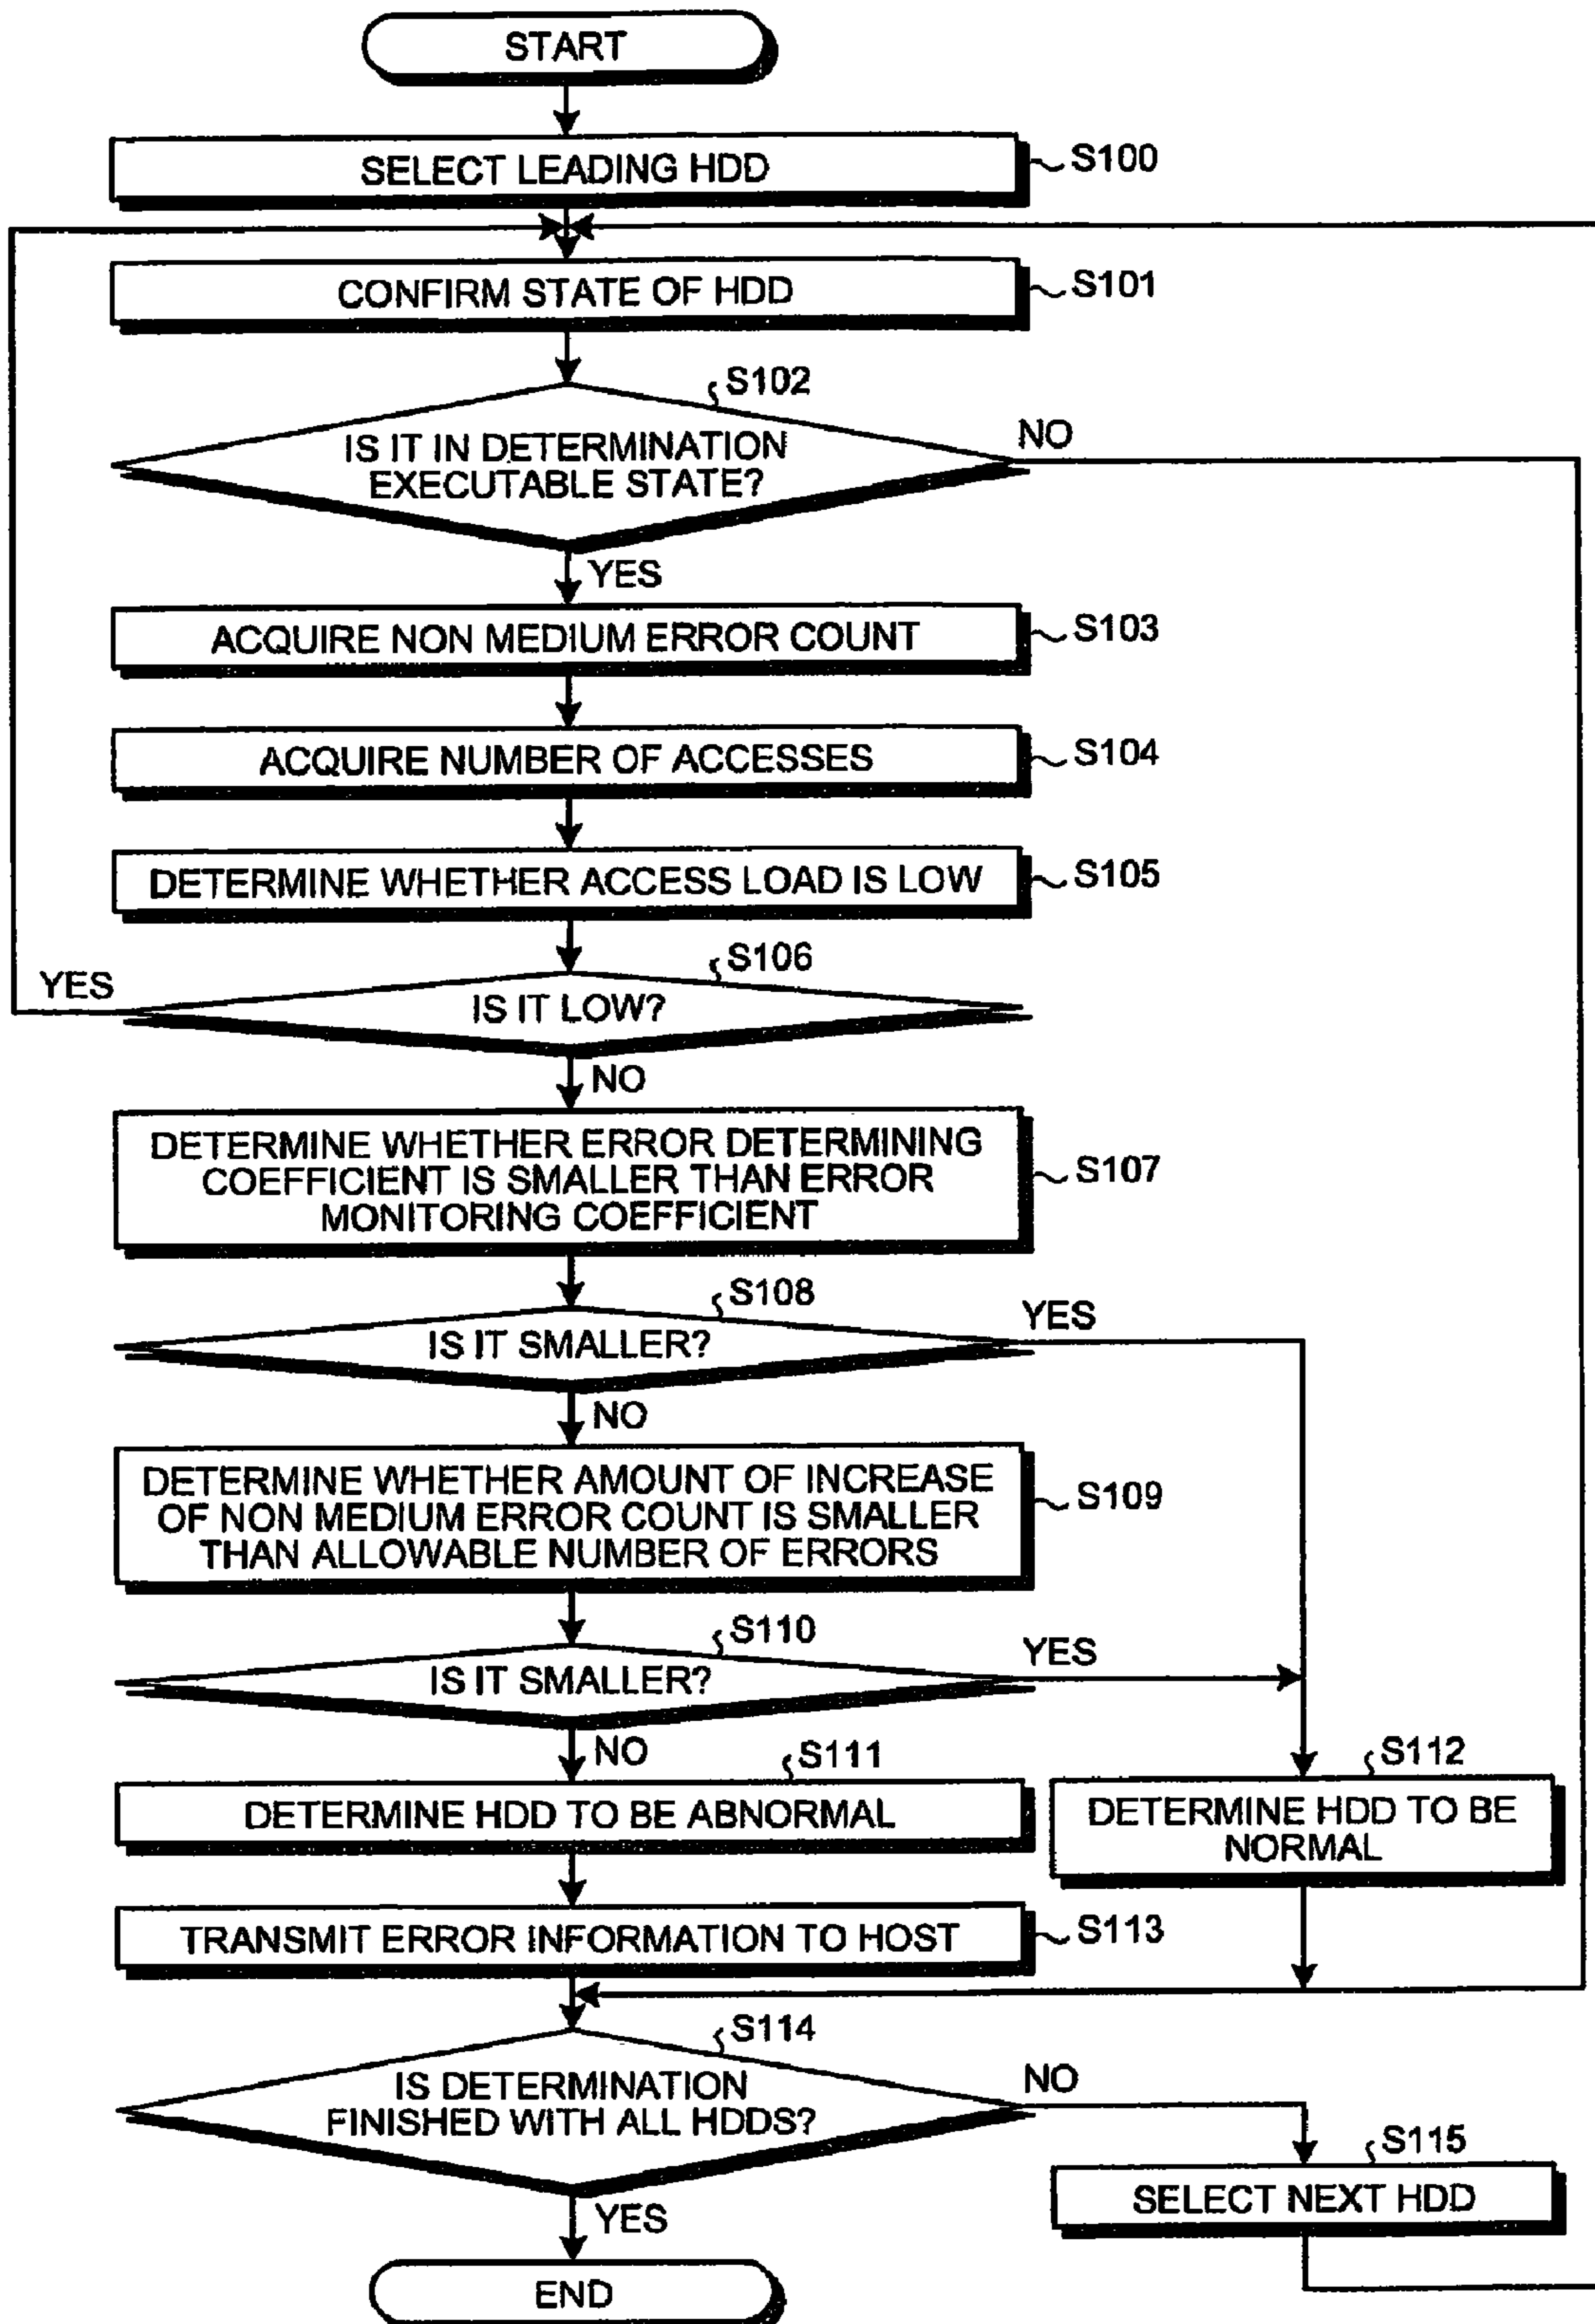 START
SELECT LEADING HDD
S100
CONFIRM STATE OF HDD
S101
S102
IS IT IN DETERMINATION
EXECUTABLE STATE?
NO
YES
ACQUIRE NON MEDIUM ERROR COUNT
S103
ACQUIRE NUMBER OF ACCESSES
S104
DETERMINE WHETHER ACCESS LOAD IS LOW
S105
S106
YES
IS IT LOW?
NO
DETERMINE WHETHER ERROR DETERMINING
COEFFICIENT IS SMALLER THAN ERROR
MONITORING COEFFICIENT
S107
S108
IS IT SMALLER?
YES
NO
DETERMINE WHETHER AMOUNT OF INCREASE
OF NON MEDIUM ERROR COUNT IS SMALLER
THAN ALLOWABLE NUMBER OF ERRORS
S109
S110
IS IT SMALLER?
YES
NO
S111
DETERMINE HDD TO BE ABNORMAL
S112
DETERMINE HDD TO BE
NORMAL
TRANSMIT ERROR INFORMATION TO HOST
S113
S114
IS DETERMINATION
FINISHED WITH ALL HDDS?
NO
YES
S115
SELECT NEXT HDD
END